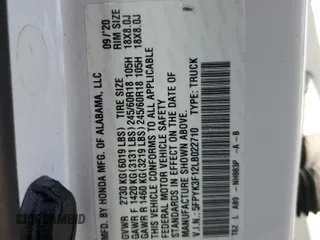 MFD. BY HONDA MFG. OF ALABAMA, LLC 09/'20
GVWR 2730 KG (6019 LBS) TIRE SIZE RIM SIZE
GAWR F 1420 KG (3131 LBS) 245/60R18 105H 18X8.0J
GAWR R LBS) 245/60R18 105H 18X8.0J
THIS VEHICLE CONFORMS TO ALL APPLICABLE
FEDERAL MOTOR VEHICLE SAFETY
STANDARDS IN EFFECT ON THE DATE OF
MANUFACTURE SHOWN ABOVE.
V.I.N.: 5FPYK3F12LB022710 TYPE: TRUCK
A - B